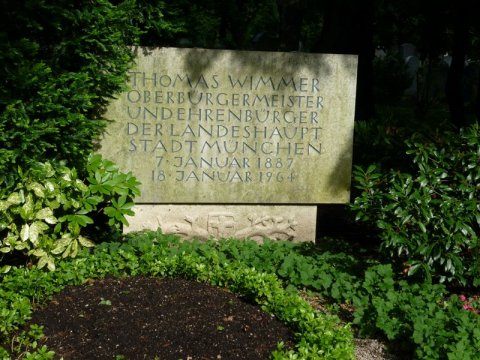 THOMAS WIMMER
OBERBÜRGERMEISTER
UND EHRENBÜRGER
DER LANDESHAUPT
STADT MÜNCHEN
7. JANUAR 1887
18. JANUAR 1964